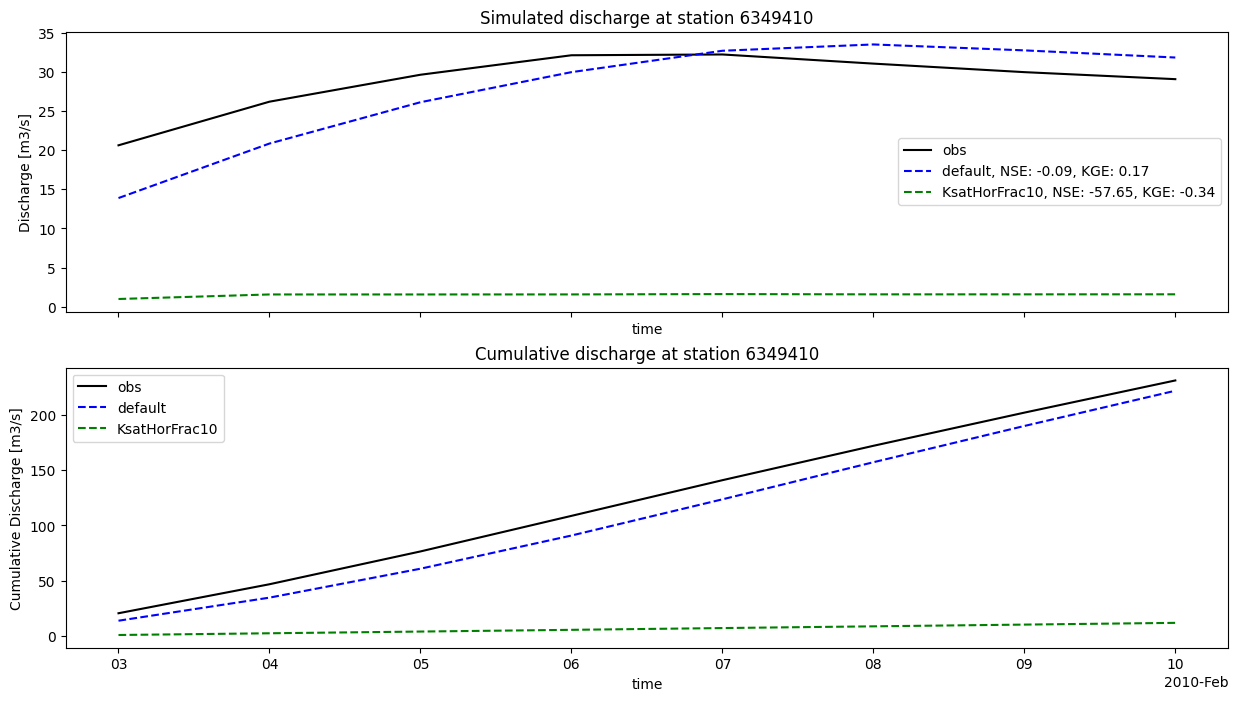 Simulated discharge at station 6349410
35
30
25
20
15
10
5
0
Discharge [m3/s]
obs
default, NSE: -0.09, KGE: 0.17
KsatHorFrac10, NSE: -57.65, KGE: -0.34
time
Cumulative discharge at station 6349410
200
150
100
50
0
Cumulative Discharge [m3/s]
obs
default
KsatHorFrac10
03 04 05 06 07 08 09 10
time
2010-Feb